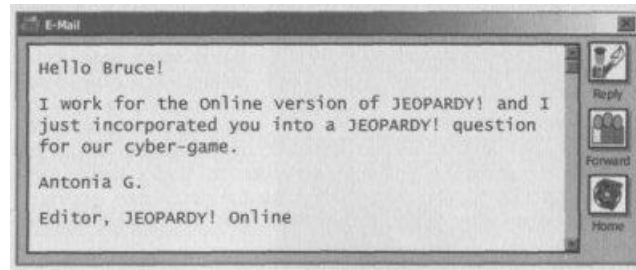 E-Mail
Hello Bruce!
I work for the Online version of JEOPARDY! and I
just incorporated you into a JEOPARDY! question
for our cyber-game.
Antonia G.
Editor, JEOPARDY! Online
Reply
Forward
Home